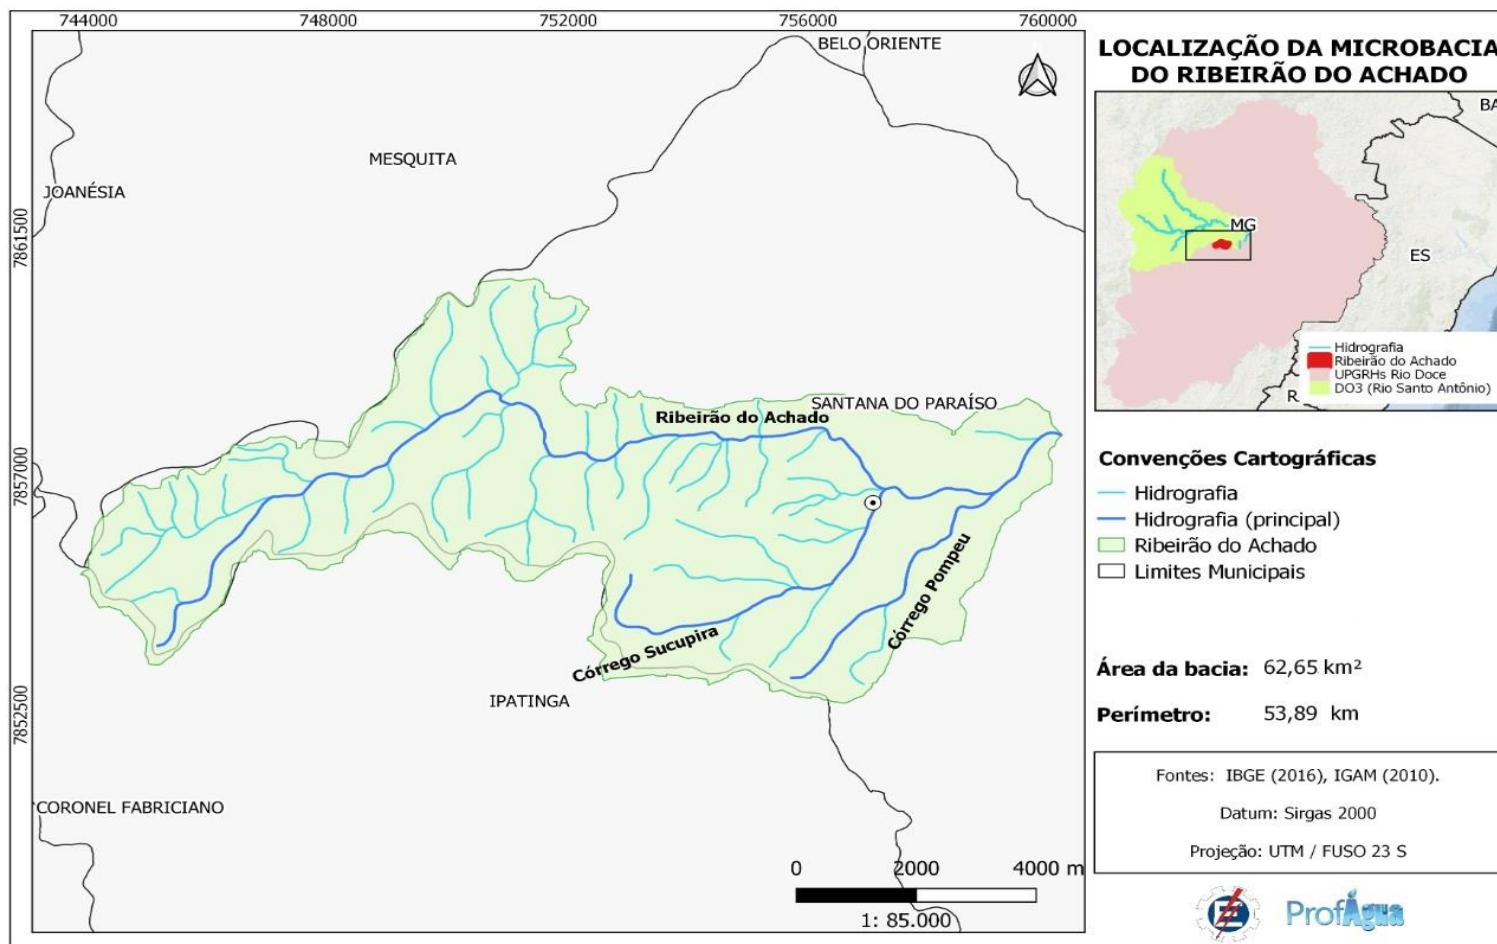 744000 748000 752000 756000 760000
BELO ORIENTE
MESQUITA
JOANÉSIA
7861500
SANTANA DO PARAÍSO
Ribeirão do Achado
7857000
Córrego Pompeu
Córrego Sucupira
IPATINGA
7852500
CORONEL FABRICIANO
0 2000 4000 m
1: 85.000
LOCALIZAÇÃO DA MICROBACIA
DO RIBEIRÃO DO ACHADO
BA
MG
ES
R
Hidrografia
Ribeirão do Achado
UPGRHs Rio Doce
DO3 (Rio Santo Antônio)
Convenções Cartográficas
Hidrografia
Hidrografia (principal)
Ribeirão do Achado
Limites Municipais
Área da bacia: 62,65 km²
Perímetro: 53,89 km
Fontes: IBGE (2016), IGAM (2010).
Datum: Sirgas 2000
Projeção: UTM / FUSO 23 S
ProfÁgua